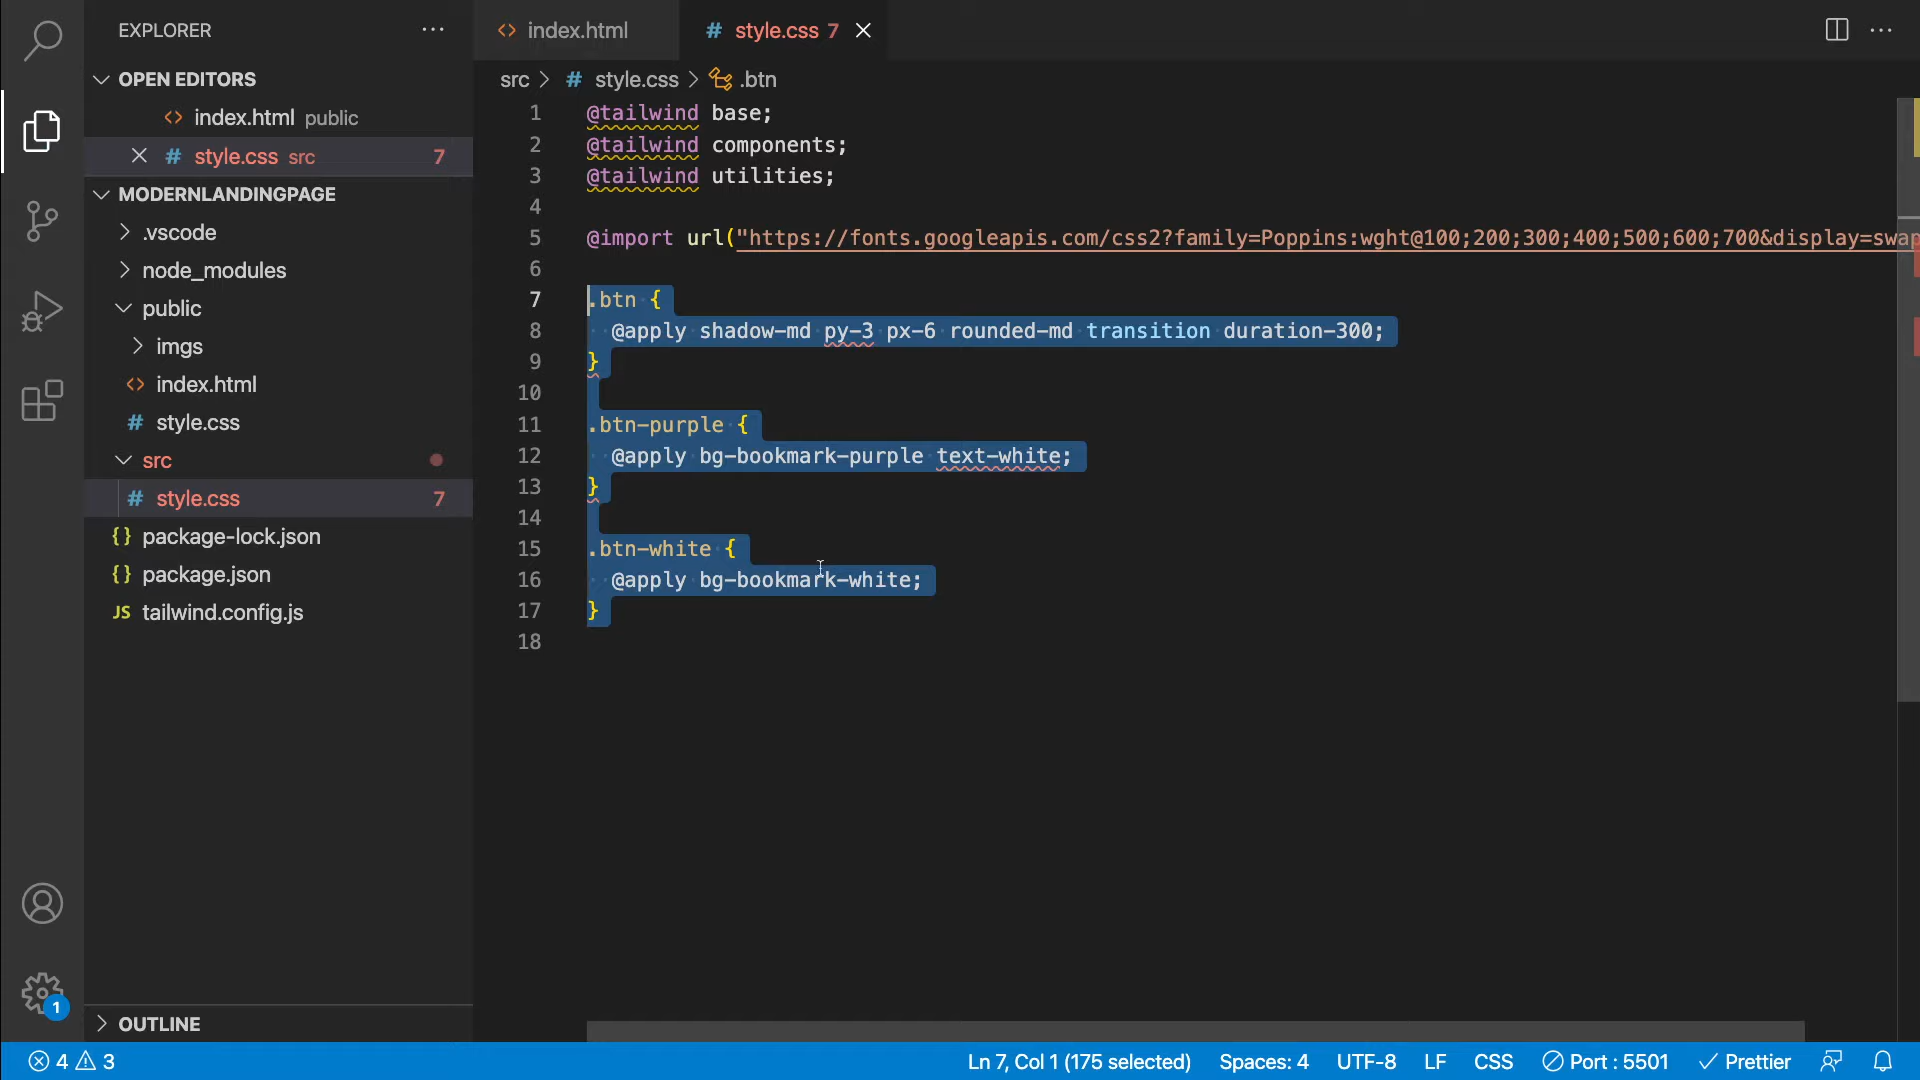 EXPLORER
OPEN EDITORS
index.html public
style.css src 7
MODERNLANDINGPAGE
.vscode
node_modules
public
imgs
index.html
# style.css
src
# style.css 7
{} package-lock.json
{} package.json
JS tailwind.config.js
OUTLINE
<> index.html # style.css 7
src > # style.css > .btn
1 @tailwind base;
2 @tailwind components;
3 @tailwind utilities;
4
5 @import url("https://fonts.googleapis.com/css2?family=Poppins:wght@100;200;300;400;500;600;700&display=swap
6
7 .btn {
8 @apply shadow-md py-3 px-6 rounded-md transition duration-300;
9 }
10
11 .btn-purple {
12 @apply bg-bookmark-purple text-white;
13 }
14
15 .btn-white {
16 @apply bg-bookmark-white;
17 }
18
1
4 3 Ln 7, Col 1 (175 selected) Spaces: 4 UTF-8 LF CSS Port : 5501 Prettier